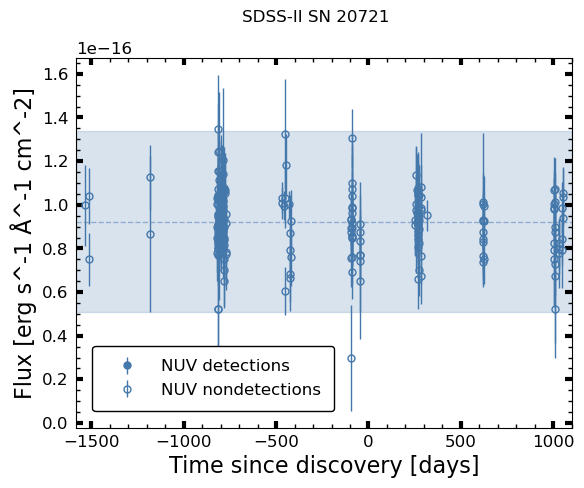 SDSS-II SN 20721
1e−16
Flux [erg s^-1 Å^-1 cm^-2]
1.6
1.4
1.2
1.0
0.8
0.6
0.4
0.2
0.0
NUV detections
NUV nondetections
−1500 −1000 −500 0 500 1000
Time since discovery [days]